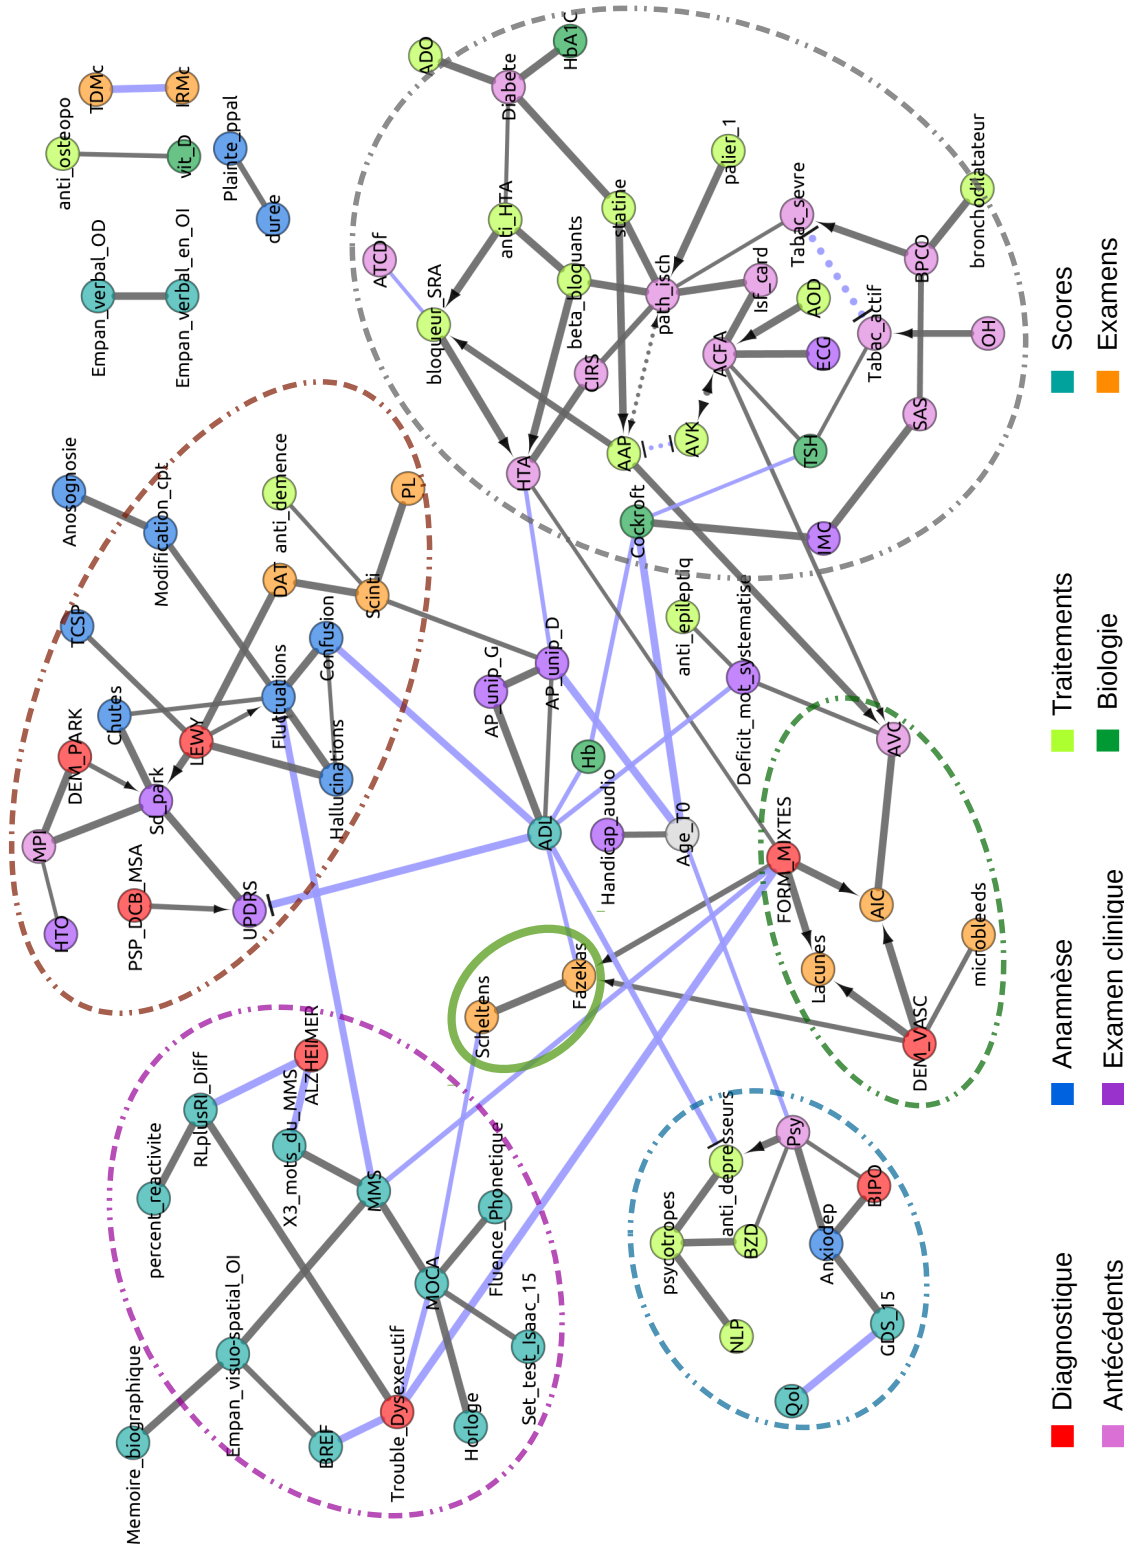 Memoire_biographique
percent_reactivite
RLplusRI_Diff
Empan_visuo-spatial_OI
X3_mots_du_MMS
ALZHEIMER
BREF
MMS
Trouble_Dysexecutif
MOCA
Fluence_Phonetique
Horloge
Set_test_Isaac_15
HTO
MPI
DEM_PARK
PSP_DCB_MSA
UPDRS
Sd_park
Chutes
TCSP
LEWY
Anosognosie
Modification_cpt
Fluctuations
Confusion
Hallucinations
DAT
anti_demence
Scinti
PL
Empan_verbal_OD
Empan_verbal_en_OI
anti_osteopo
vit_D
TDMc
IRMc
Plainte_ppal
duree
Scheltens
Fazekas
ADL
AP_unip_G
AP_unip_D
Hb
Handicap_audio
Age_T0
anti_epileptiq
Deficit_mot_systematise
ATCDf
bloqueur_SRA
anti_HTA
ADO
Diabete
HbA1C
beta_bloquants
statine
palier_1
path_isch
CIRS
HTA
AAP
AVK
Cockroft
Isf_card
AOD
ACFA
ECG
TSH
IMC
Tabac_sevre
Tabac_actif
BPCO
bronchodilatateur
OH
SAS
FORM_MIXTES
AVC
AIC
Lacunes
microbleeds
DEM_VASC
psycotropes
anti_depresseurs
BZD
NLP
Psy
BIPO
Anxiodep
GDS_15
Qol
Diagnostique
Anamnèse
Traitements
Scores
Antécédents
Examen clinique
Biologie
Examens